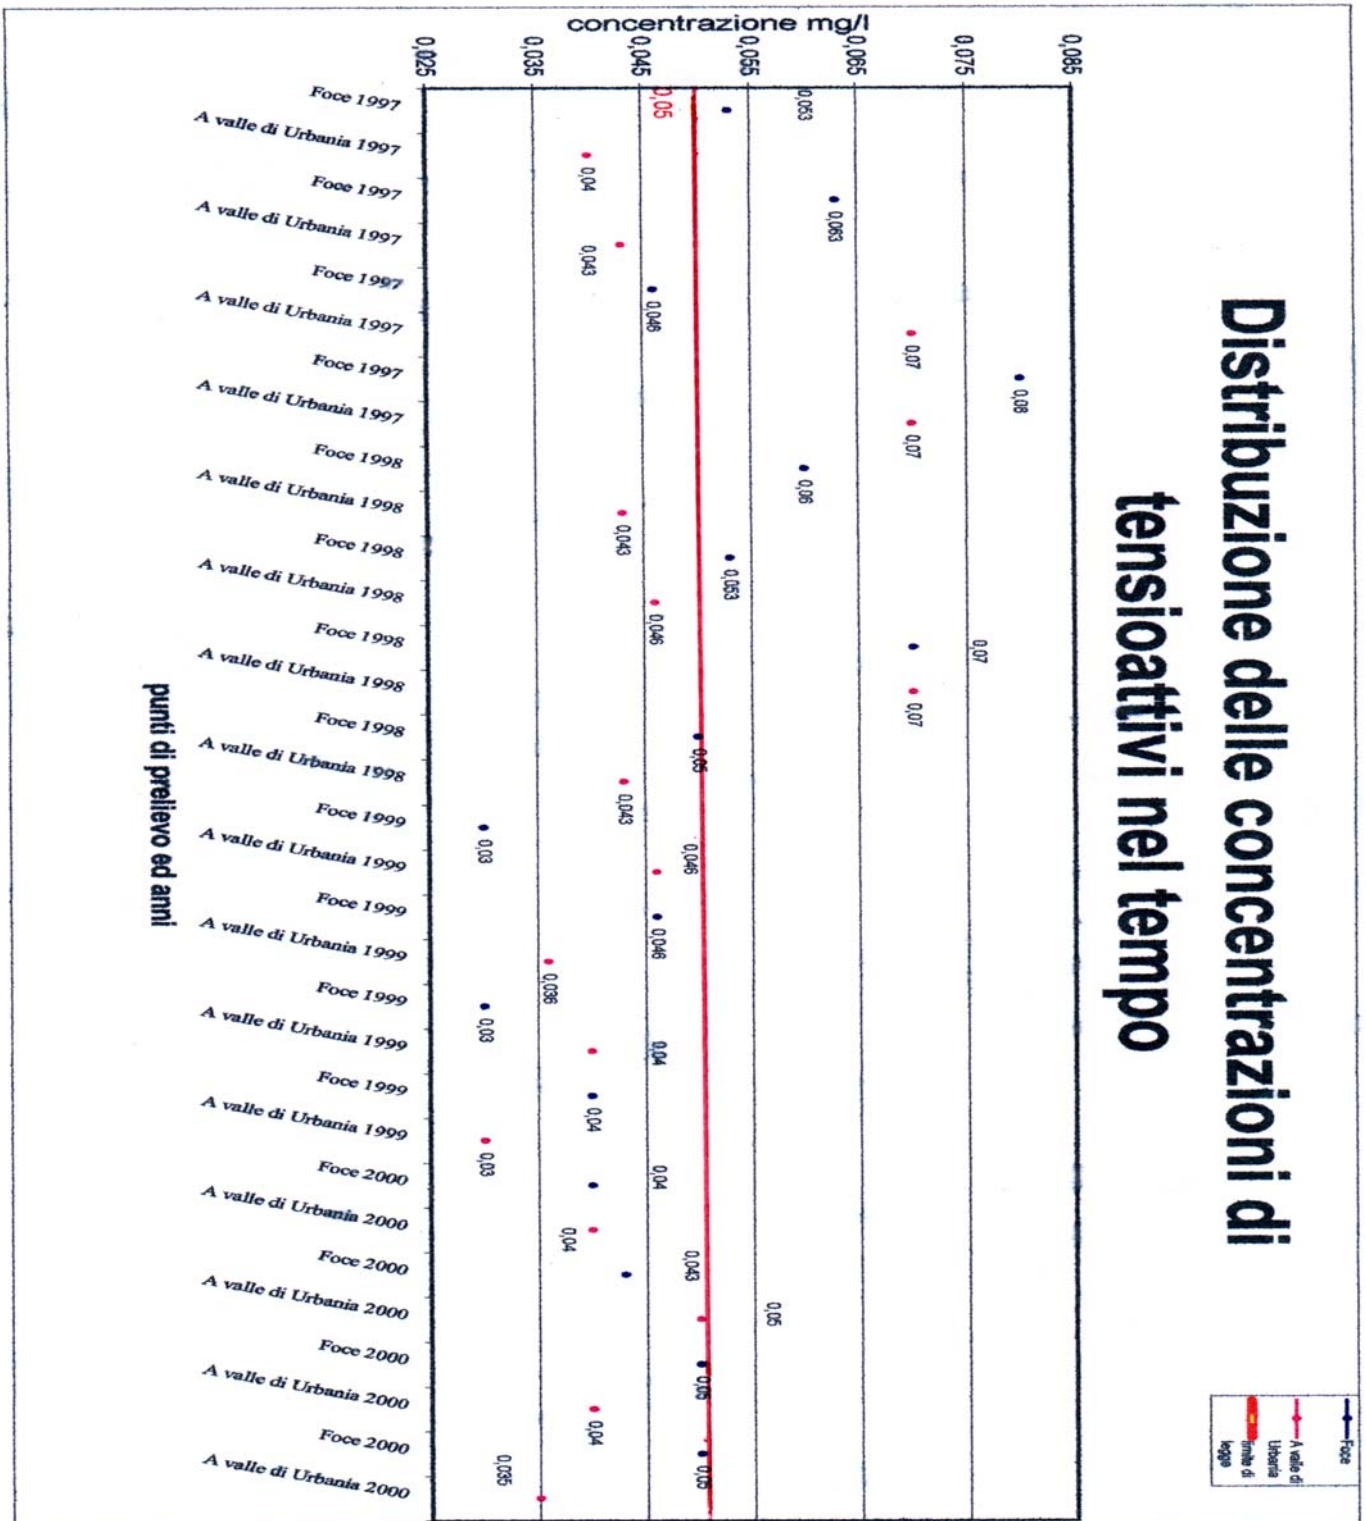 Distribuzione delle concentrazioni di
tensioattivi nel tempo
Foce
A valle di
Urbania
limite di
legge
concentrazione mg/l
0,085
0,075
0,065
0,055
0,045
0,035
0,025
0,05
0,053
0,04
0,063
0,043
0,046
0,07
0,08
0,07
0,06
0,043
0,053
0,046
0,07
0,07
0,05
0,043
0,03
0,046
0,046
0,036
0,03
0,04
0,04
0,03
0,04
0,04
0,043
0,05
0,05
0,04
0,05
0,035
Foce 1997
A valle di Urbania 1997
Foce 1997
A valle di Urbania 1997
Foce 1997
A valle di Urbania 1997
Foce 1997
A valle di Urbania 1997
Foce 1998
A valle di Urbania 1998
Foce 1998
A valle di Urbania 1998
Foce 1998
A valle di Urbania 1998
Foce 1998
A valle di Urbania 1998
Foce 1999
A valle di Urbania 1999
Foce 1999
A valle di Urbania 1999
Foce 1999
A valle di Urbania 1999
Foce 1999
A valle di Urbania 1999
Foce 2000
A valle di Urbania 2000
Foce 2000
A valle di Urbania 2000
Foce 2000
A valle di Urbania 2000
Foce 2000
A valle di Urbania 2000
punti di prelievo ed anni